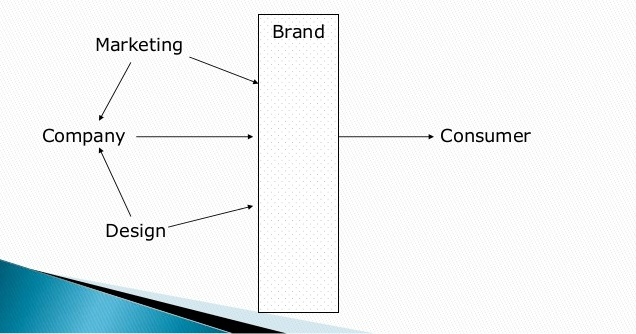 Brand
Marketing
Company
Consumer
Design